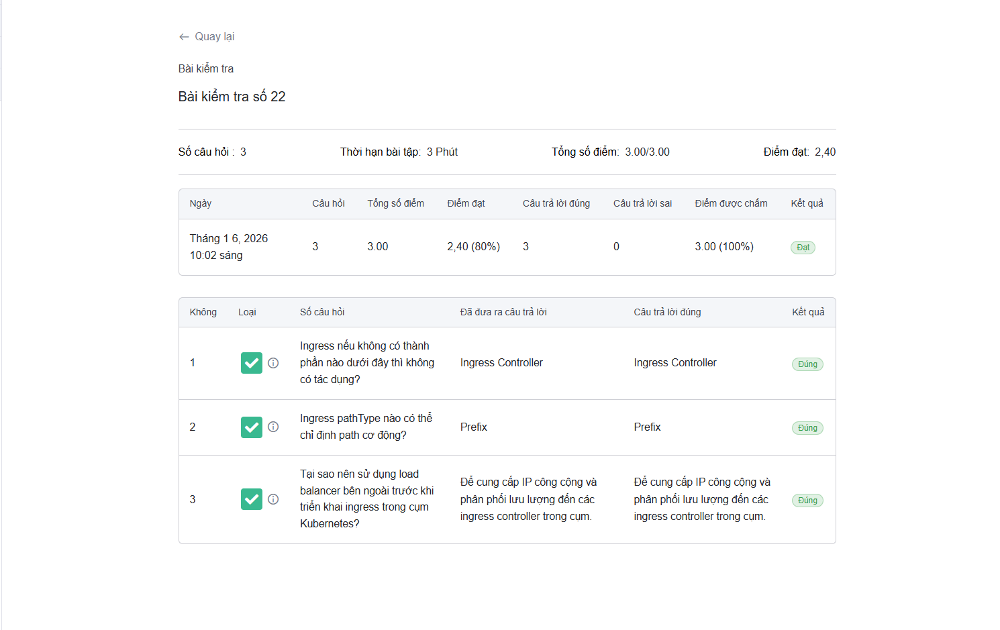 Quay lại
Bài kiểm tra
Bài kiểm tra số 22
Số câu hỏi : 3 Thời hạn bài tập: 3 Phút Tổng số điểm: 3.00/3.00 Điểm đạt: 2,40
Ngày Câu hỏi Tổng số điểm Điểm đạt Câu trả lời đúng Câu trả lời sai Điểm được chấm Kết quả
Tháng 1 6, 2026
10:02 sáng
3 3.00 2,40 (80%) 3 0 3.00 (100%) Đạt
Không Loại Số câu hỏi Đã đưa ra câu trả lời Câu trả lời đúng Kết quả
1
Ingress nếu không có thành
phần nào dưới đây thì không
có tác dụng?
Ingress Controller
Ingress Controller
Đúng
2
Ingress pathType nào có thể
chỉ định path cơ động?
Prefix
Prefix
Đúng
3
Tại sao nên sử dụng load
balancer bên ngoài trước khi
triển khai ingress trong cụm
Kubernetes?
Để cung cấp IP công cộng và
phân phối lưu lượng đến các
ingress controller trong cụm.
Để cung cấp IP công cộng và
phân phối lưu lượng đến các
ingress controller trong cụm.
Đúng